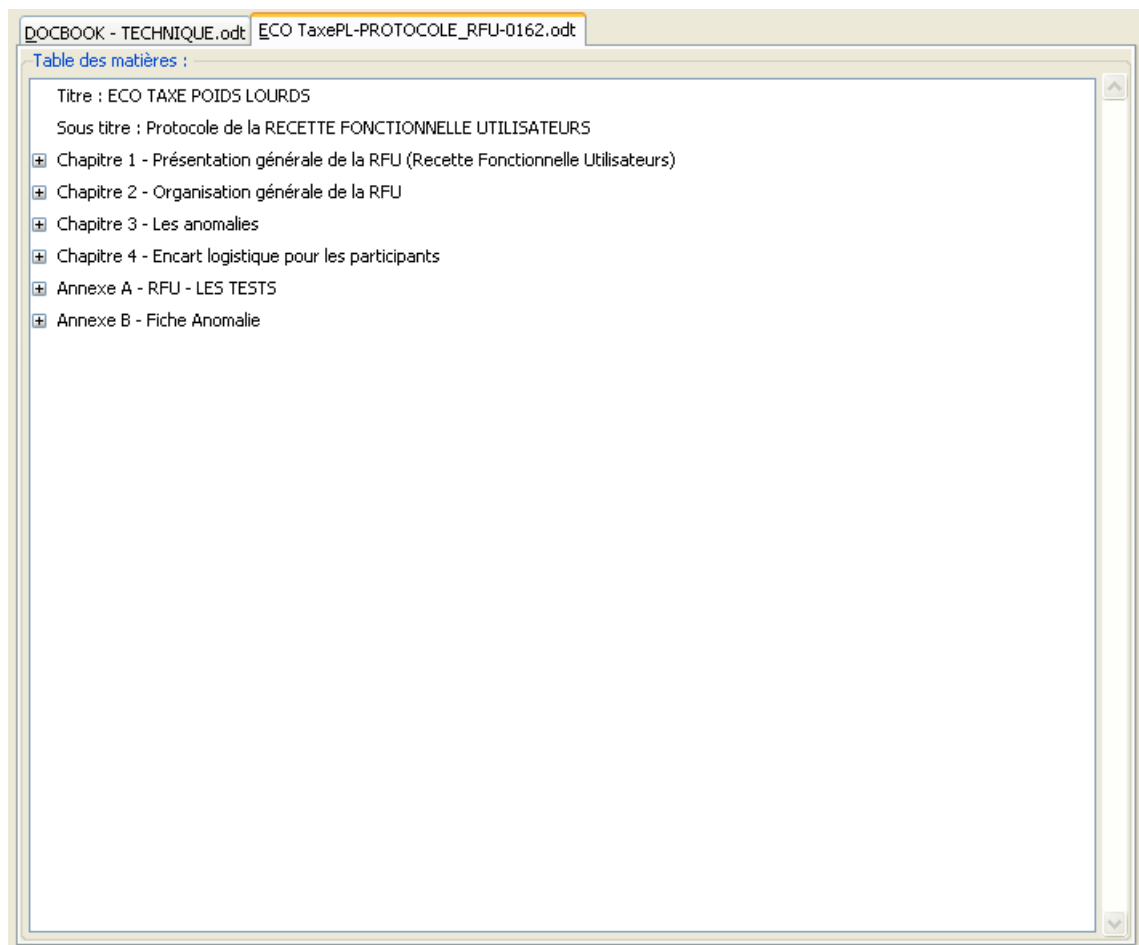 DOCBOOK - TECHNIQUE.odt ECO TaxePL-PROTOCOLE_RFU-0162.odt
Table des matières :
Titre : ECO TAXE POIDS LOURDS
Sous titre : Protocole de la RECETTE FONCTIONNELLE UTILISATEURS
Chapitre 1 - Présentation générale de la RFU (Recette Fonctionnelle Utilisateurs)
Chapitre 2 - Organisation générale de la RFU
Chapitre 3 - Les anomalies
Chapitre 4 - Encart logistique pour les participants
Annexe A - RFU - LES TESTS
Annexe B - Fiche Anomalie